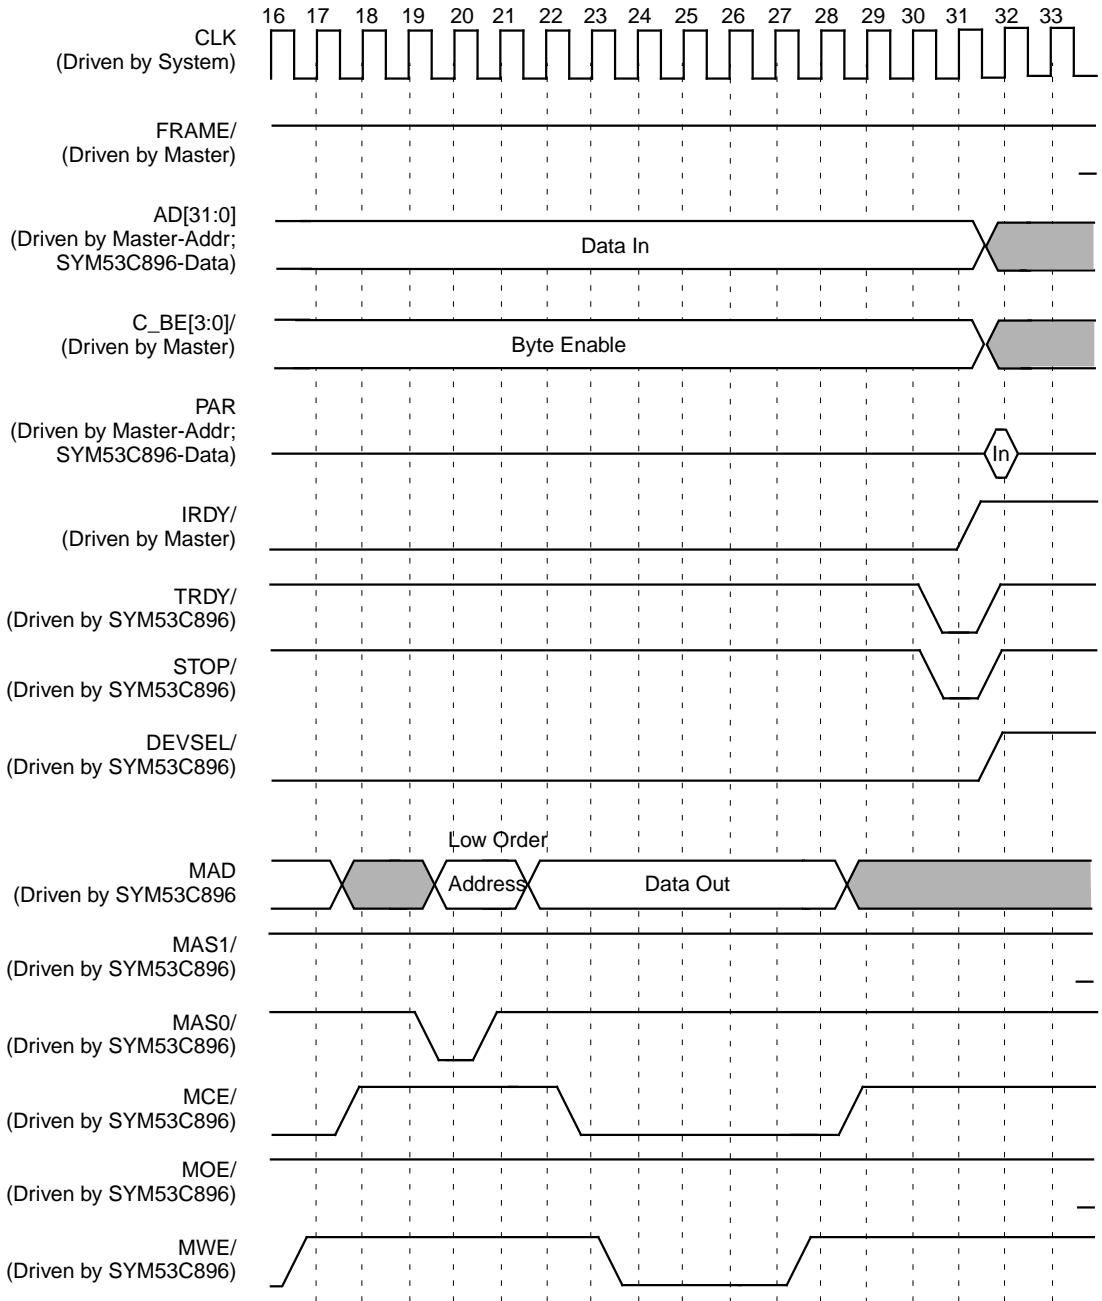 16 17 18 19 20 21 22 23 24 25 26 27 28 29 30 31 32 33
CLK
(Driven by System)
FRAME/
(Driven by Master)
AD[31:0]
(Driven by Master-Addr;
SYM53C896-Data)
Data In
C_BE[3:0]/
(Driven by Master)
Byte Enable
PAR
(Driven by Master-Addr;
SYM53C896-Data)
In
IRDY/
(Driven by Master)
TRDY/
(Driven by SYM53C896)
STOP/
(Driven by SYM53C896)
DEVSEL/
(Driven by SYM53C896)
Low Order
MAD
(Driven by SYM53C896
Address
Data Out
MAS1/
(Driven by SYM53C896)
MAS0/
(Driven by SYM53C896)
MCE/
(Driven by SYM53C896)
MOE/
(Driven by SYM53C896)
MWE/
(Driven by SYM53C896)